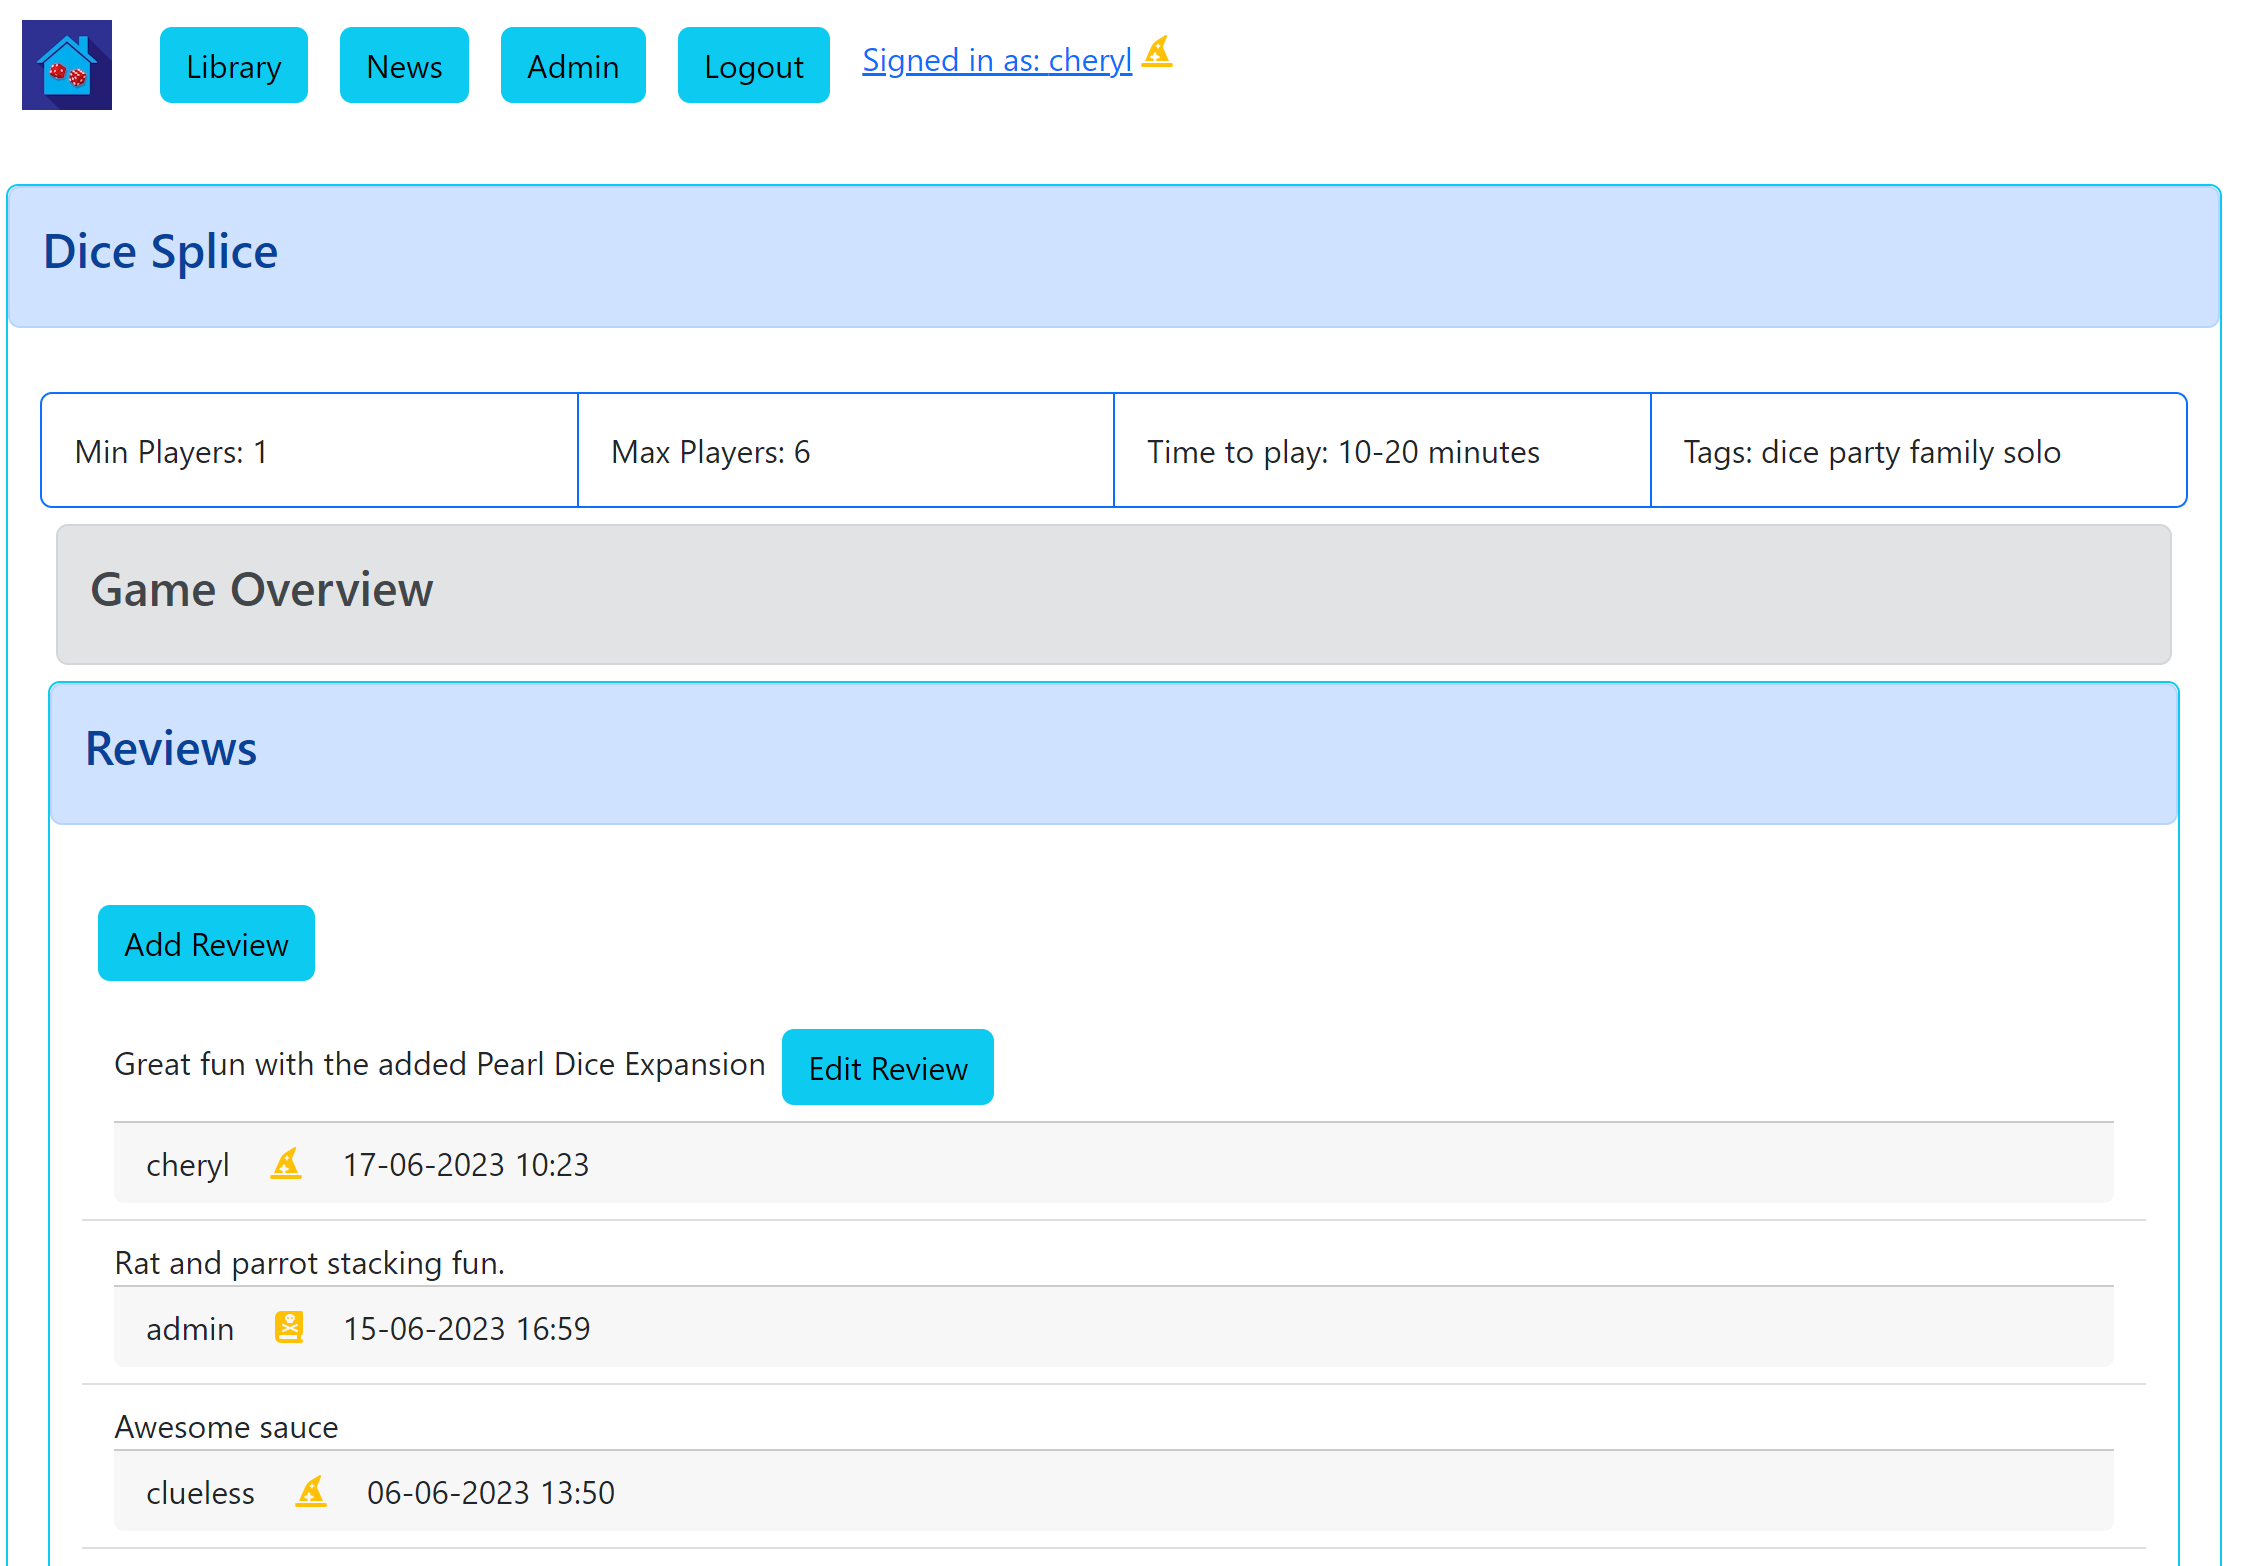 Library News Admin Logout Signed in as: cheryl
Dice Splice
Min Players: 1 Max Players: 6 Time to play: 10-20 minutes Tags: dice party family solo
Game Overview
Reviews
Add Review
Great fun with the added Pearl Dice Expansion Edit Review
cheryl 17-06-2023 10:23
Rat and parrot stacking fun.
admin 15-06-2023 16:59
Awesome sauce
clueless 06-06-2023 13:50